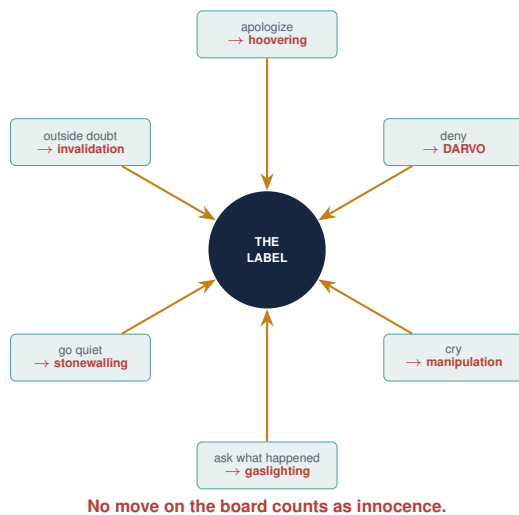 apologize
→ hoovering
outside doubt
→ invalidation
deny
→ DARVO
THE
LABEL
go quiet
→ stonewalling
cry
→ manipulation
ask what happened
→ gaslighting
No move on the board counts as innocence.